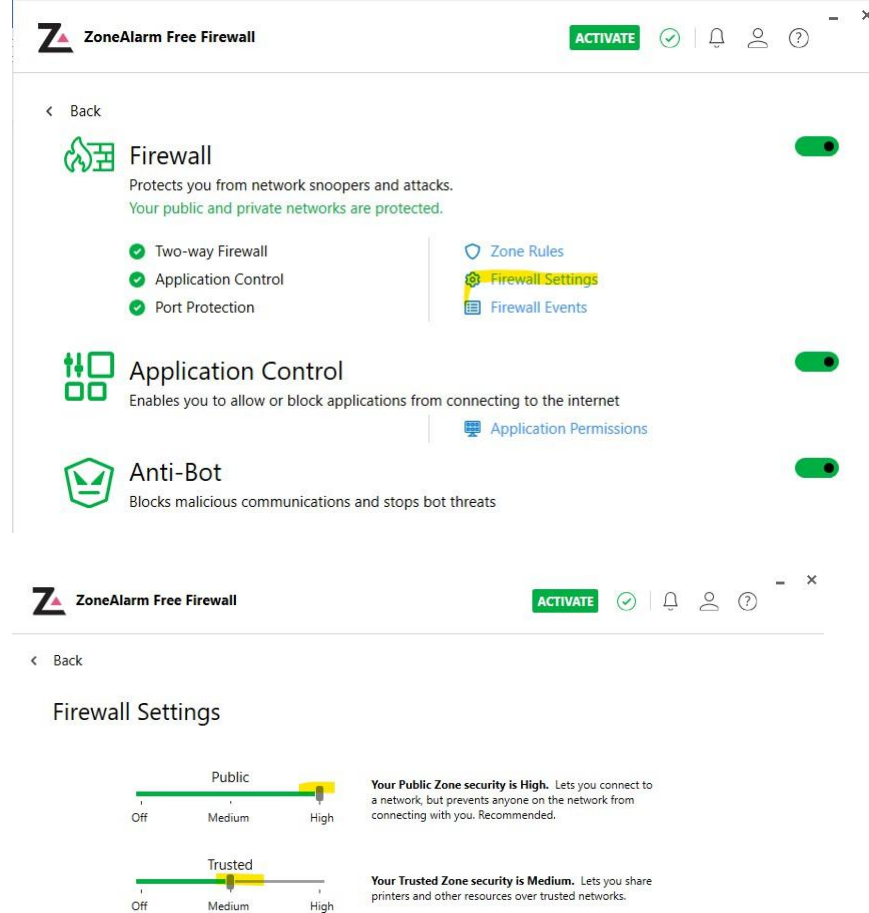 ZoneAlarm Free Firewall
ACTIVATE
Back
Firewall
Protects you from network snoopers and attacks.
Your public and private networks are protected.
Two-way Firewall
Zone Rules
Application Control
Firewall Settings
Port Protection
Firewall Events
Application Control
Enables you to allow or block applications from connecting to the internet
Application Permissions
Anti-Bot
Blocks malicious communications and stops bot threats
ZoneAlarm Free Firewall
ACTIVATE
Back
Firewall Settings
Public
Off Medium High
Your Public Zone security is High. Lets you connect to
a network, but prevents anyone on the network from
connecting with you. Recommended.
Trusted
Off Medium High
Your Trusted Zone security is Medium. Lets you share
printers and other resources over trusted networks.